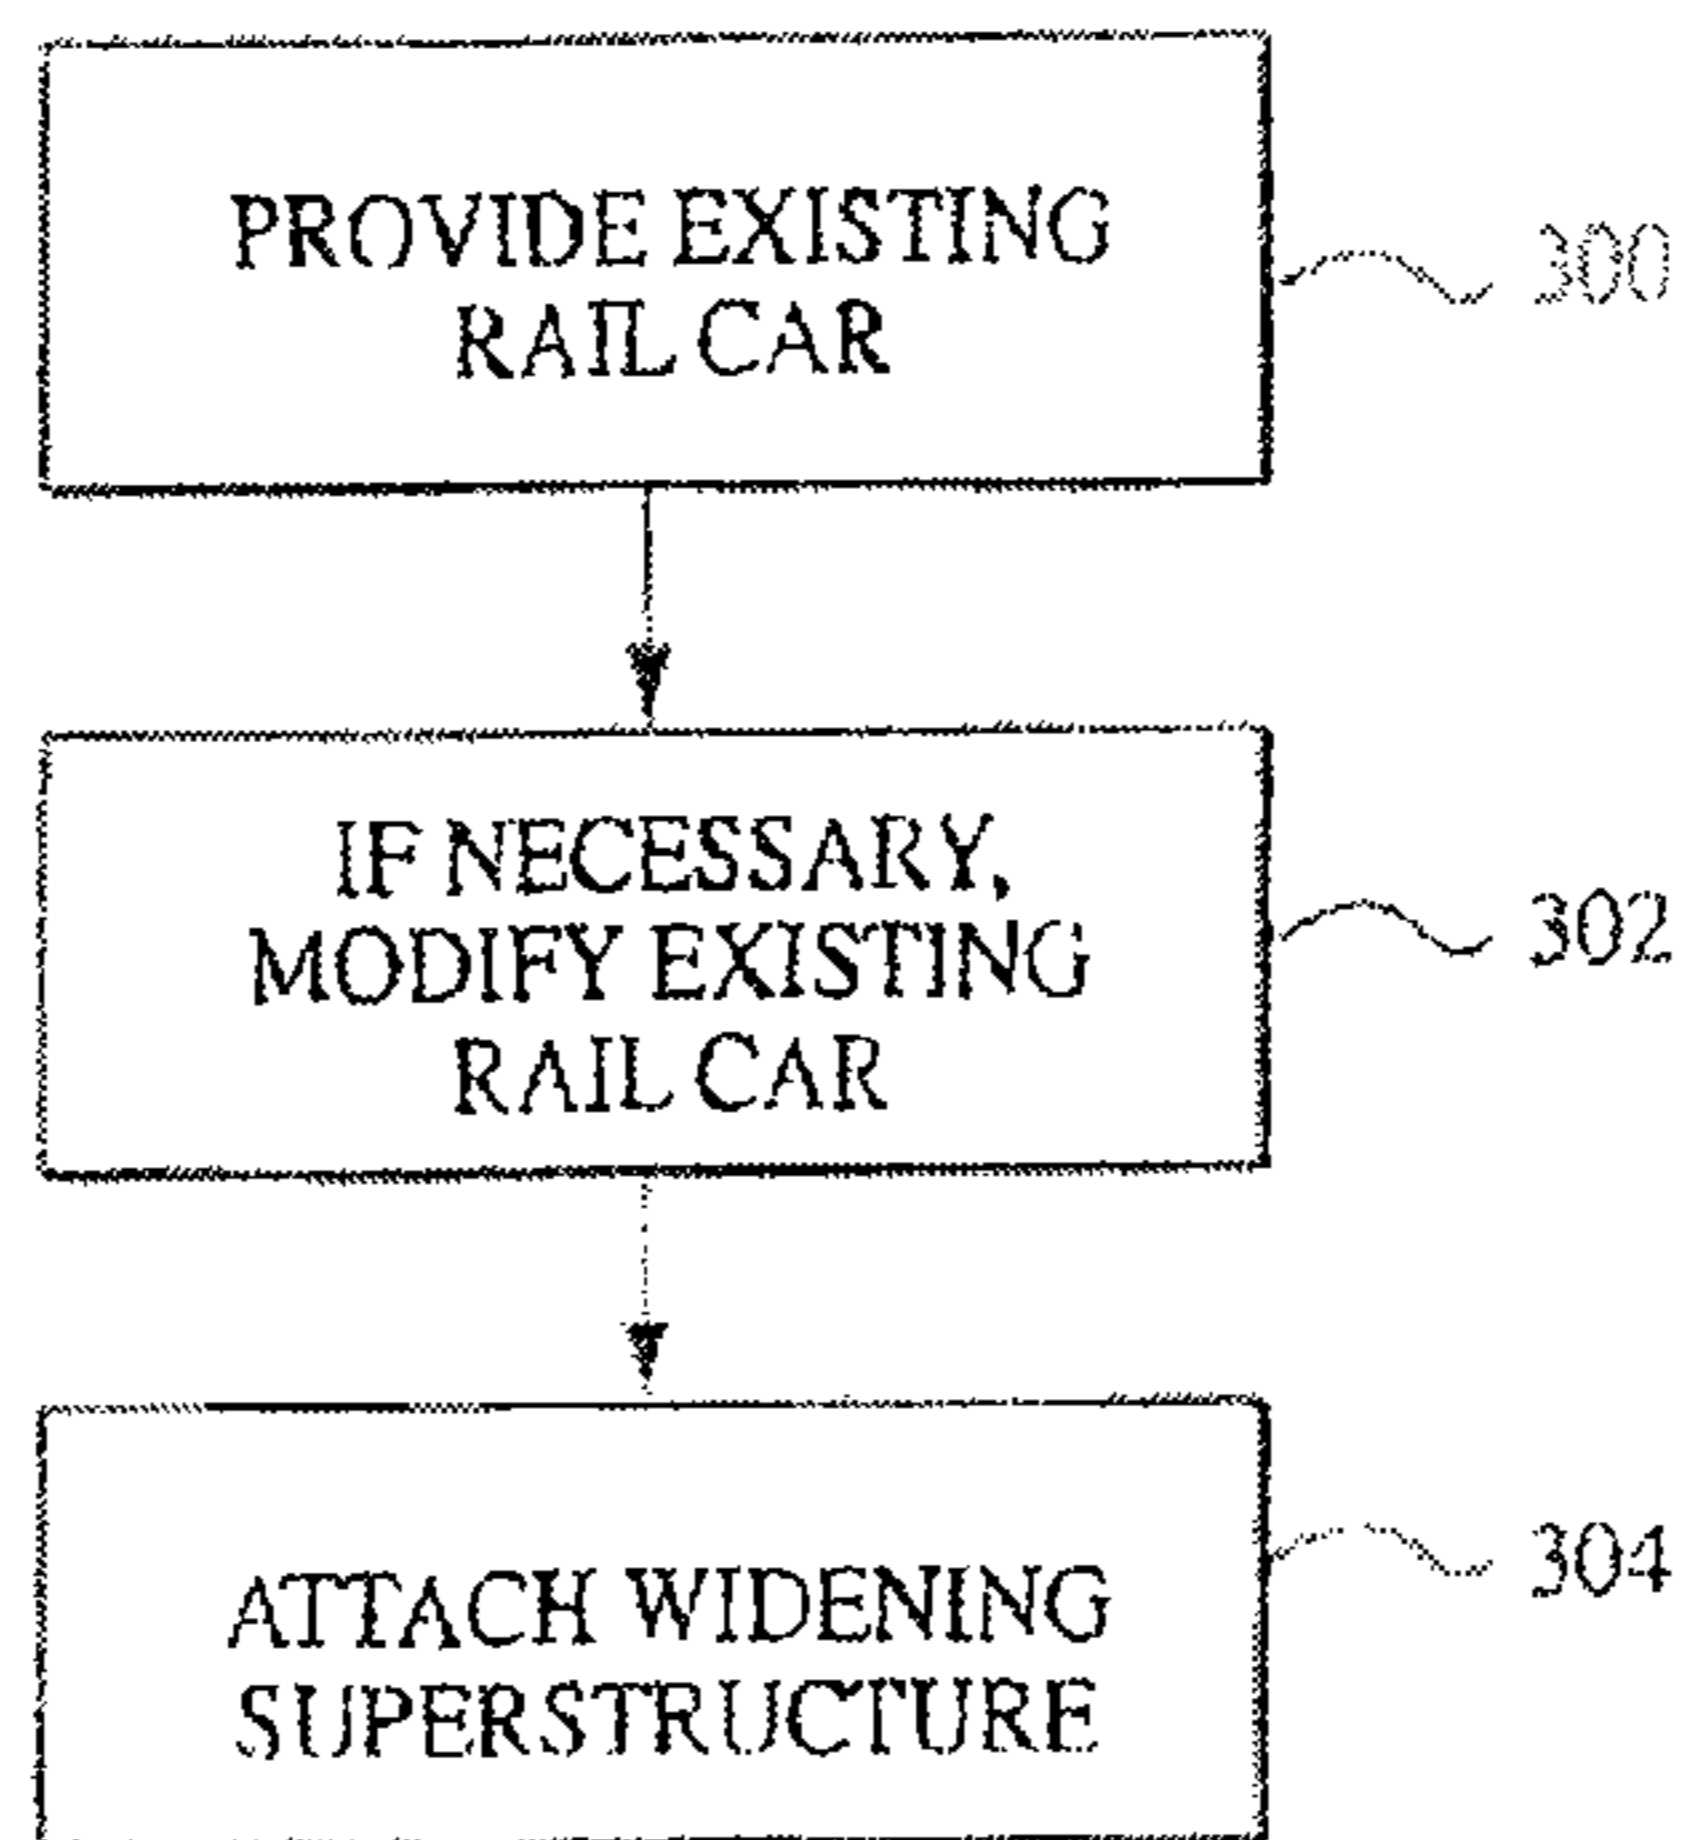 PROVIDE EXISTING
RAIL CAR
300
IF NECESSARY,
MODIFY EXISTING
RAIL CAR
302
ATTACH WIDENING
SUPERSTRUCTURE
304